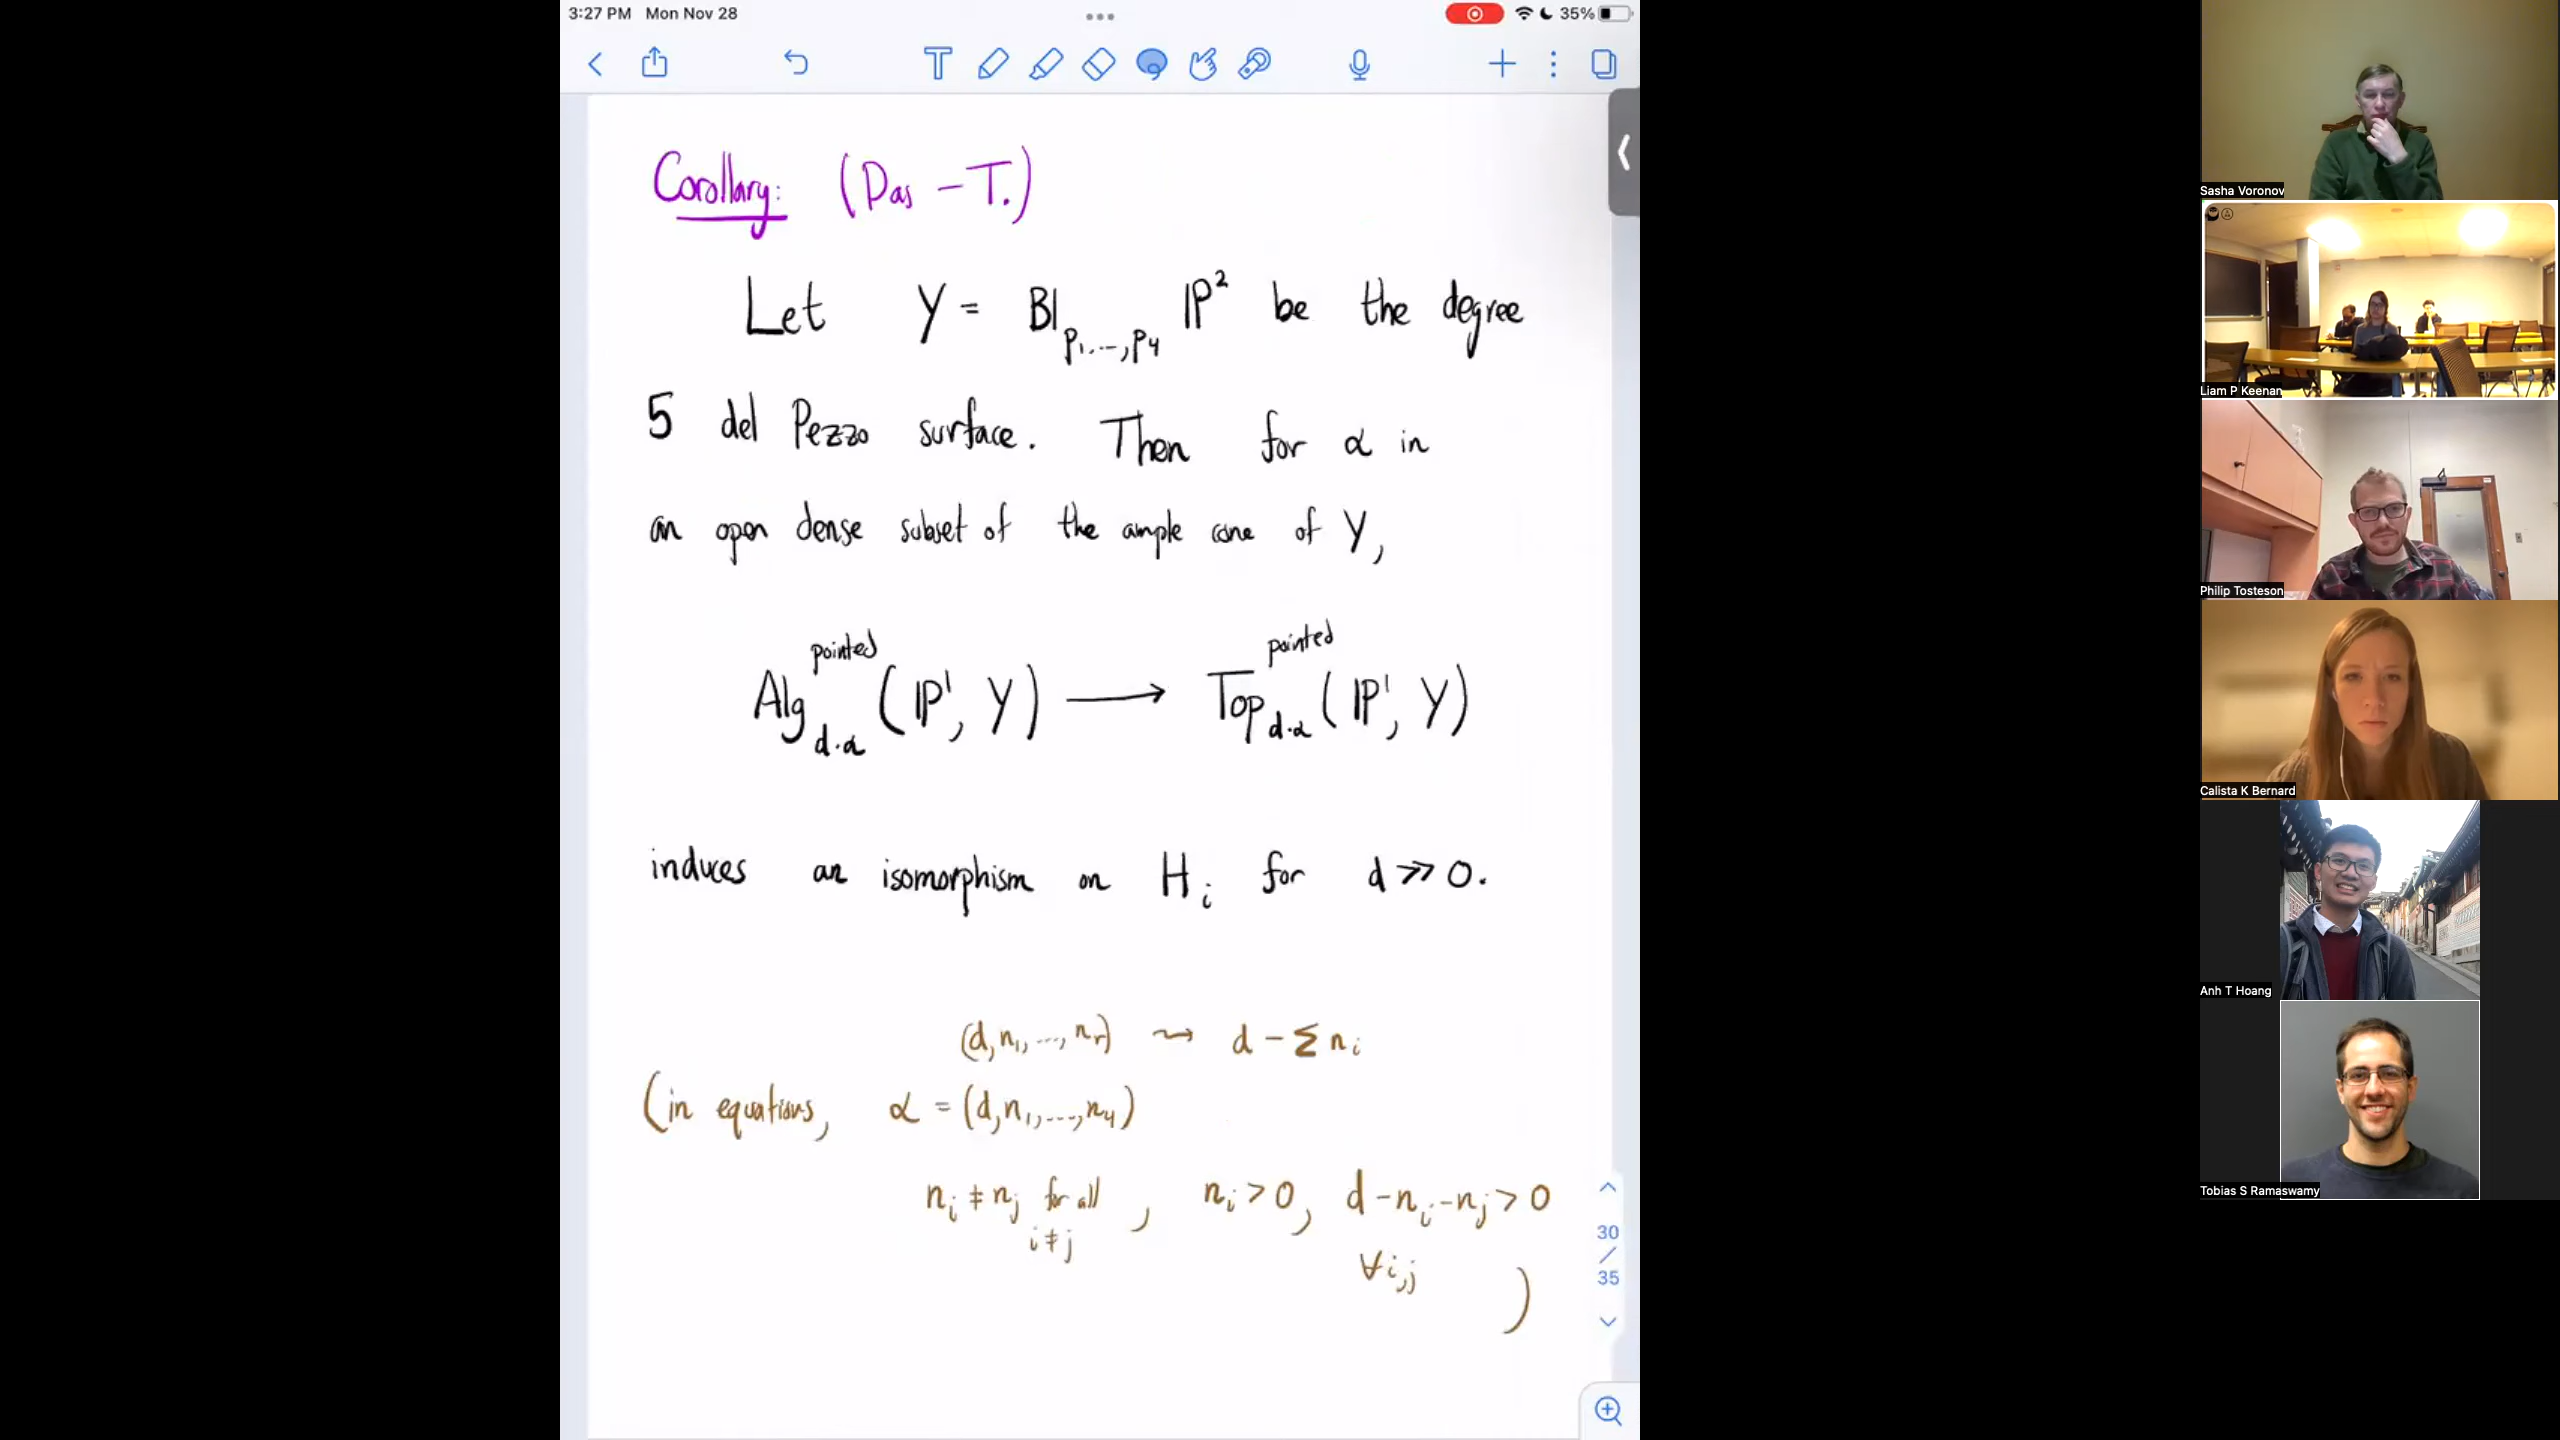 3:27 PM Mon Nov 28
35%
Corollary: (Das - T.)
Let Y = Bl_{p_1,...,p_4} ℙ² be the degree
5 del Pezzo surface. Then for α in
an open dense subset of the ample cone of Y,
Alg^{pointed}_{d·α} (ℙ¹, Y) → Top^{pointed}_{d·α} (ℙ¹, Y)
induces an isomorphism on H_i for d ≫ 0.
(d, n_1, ..., n_r) ⇝ d - Σ n_i
(in equations, α = (d, n_1, ..., n_4)
n_i ≠ n_j for all i ≠ j, n_i > 0, d - n_i - n_j > 0
∀ i,j )
30
/
35
Sasha Voronov
Liam P Keenan
Philip Tosteson
Calista K Bernard
Anh T Hoang
Tobias S Ramaswamy